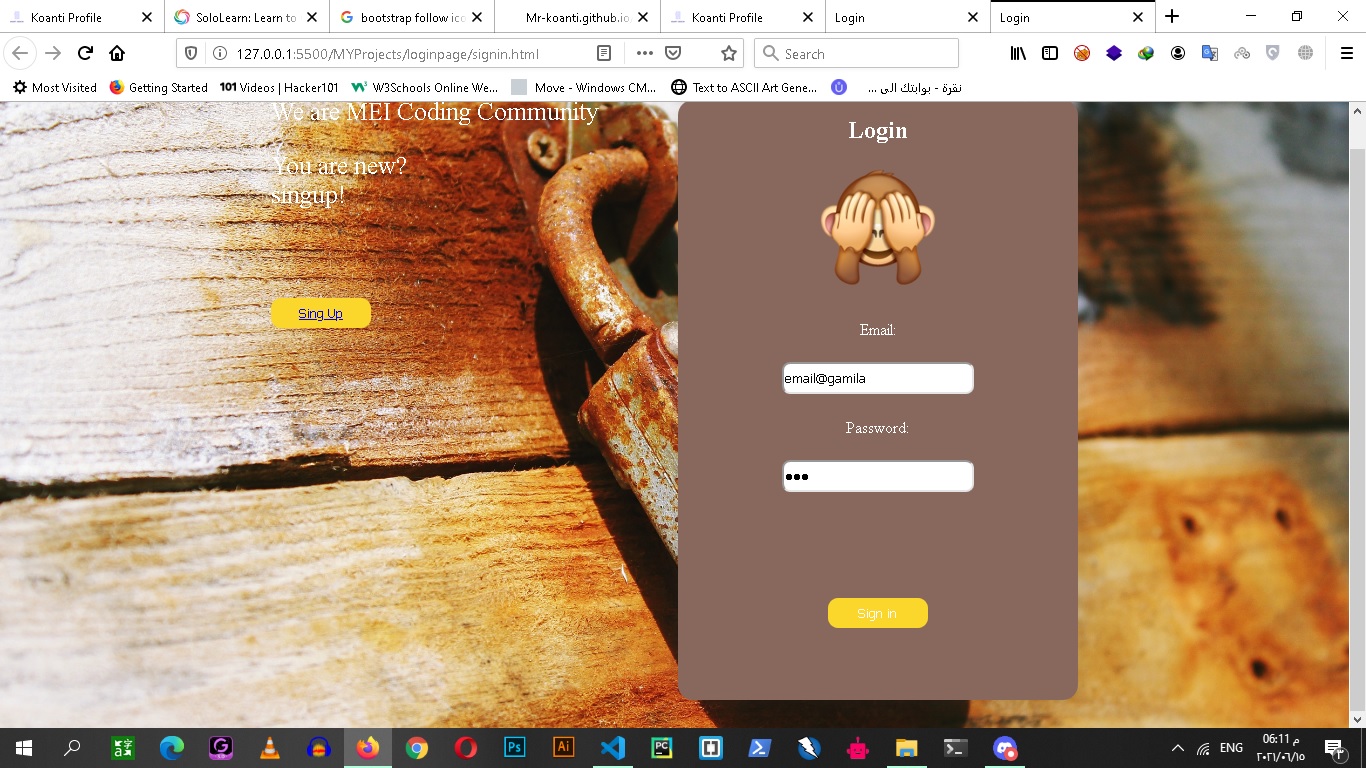 Koanti Profile
SoloLearn: Learn to
bootstrap follow ico
Mr-koanti.github.io
Koanti Profile
Login
Login
127.0.0.1:5500/MYProjects/loginpage/signin.html
Search
Most Visited
Getting Started
101 Videos | Hacker101
W3Schools Online We...
Move - Windows CM...
Text to ASCII Art Gene...
نقرة - بوابتك الى ...
We are MEI Coding Community
You are new?
singup!
Sing Up
Login
Email:
email@gamila
Password:
Sign in
ENG
06:11 م
٢٠٢١/٠٦/١٥